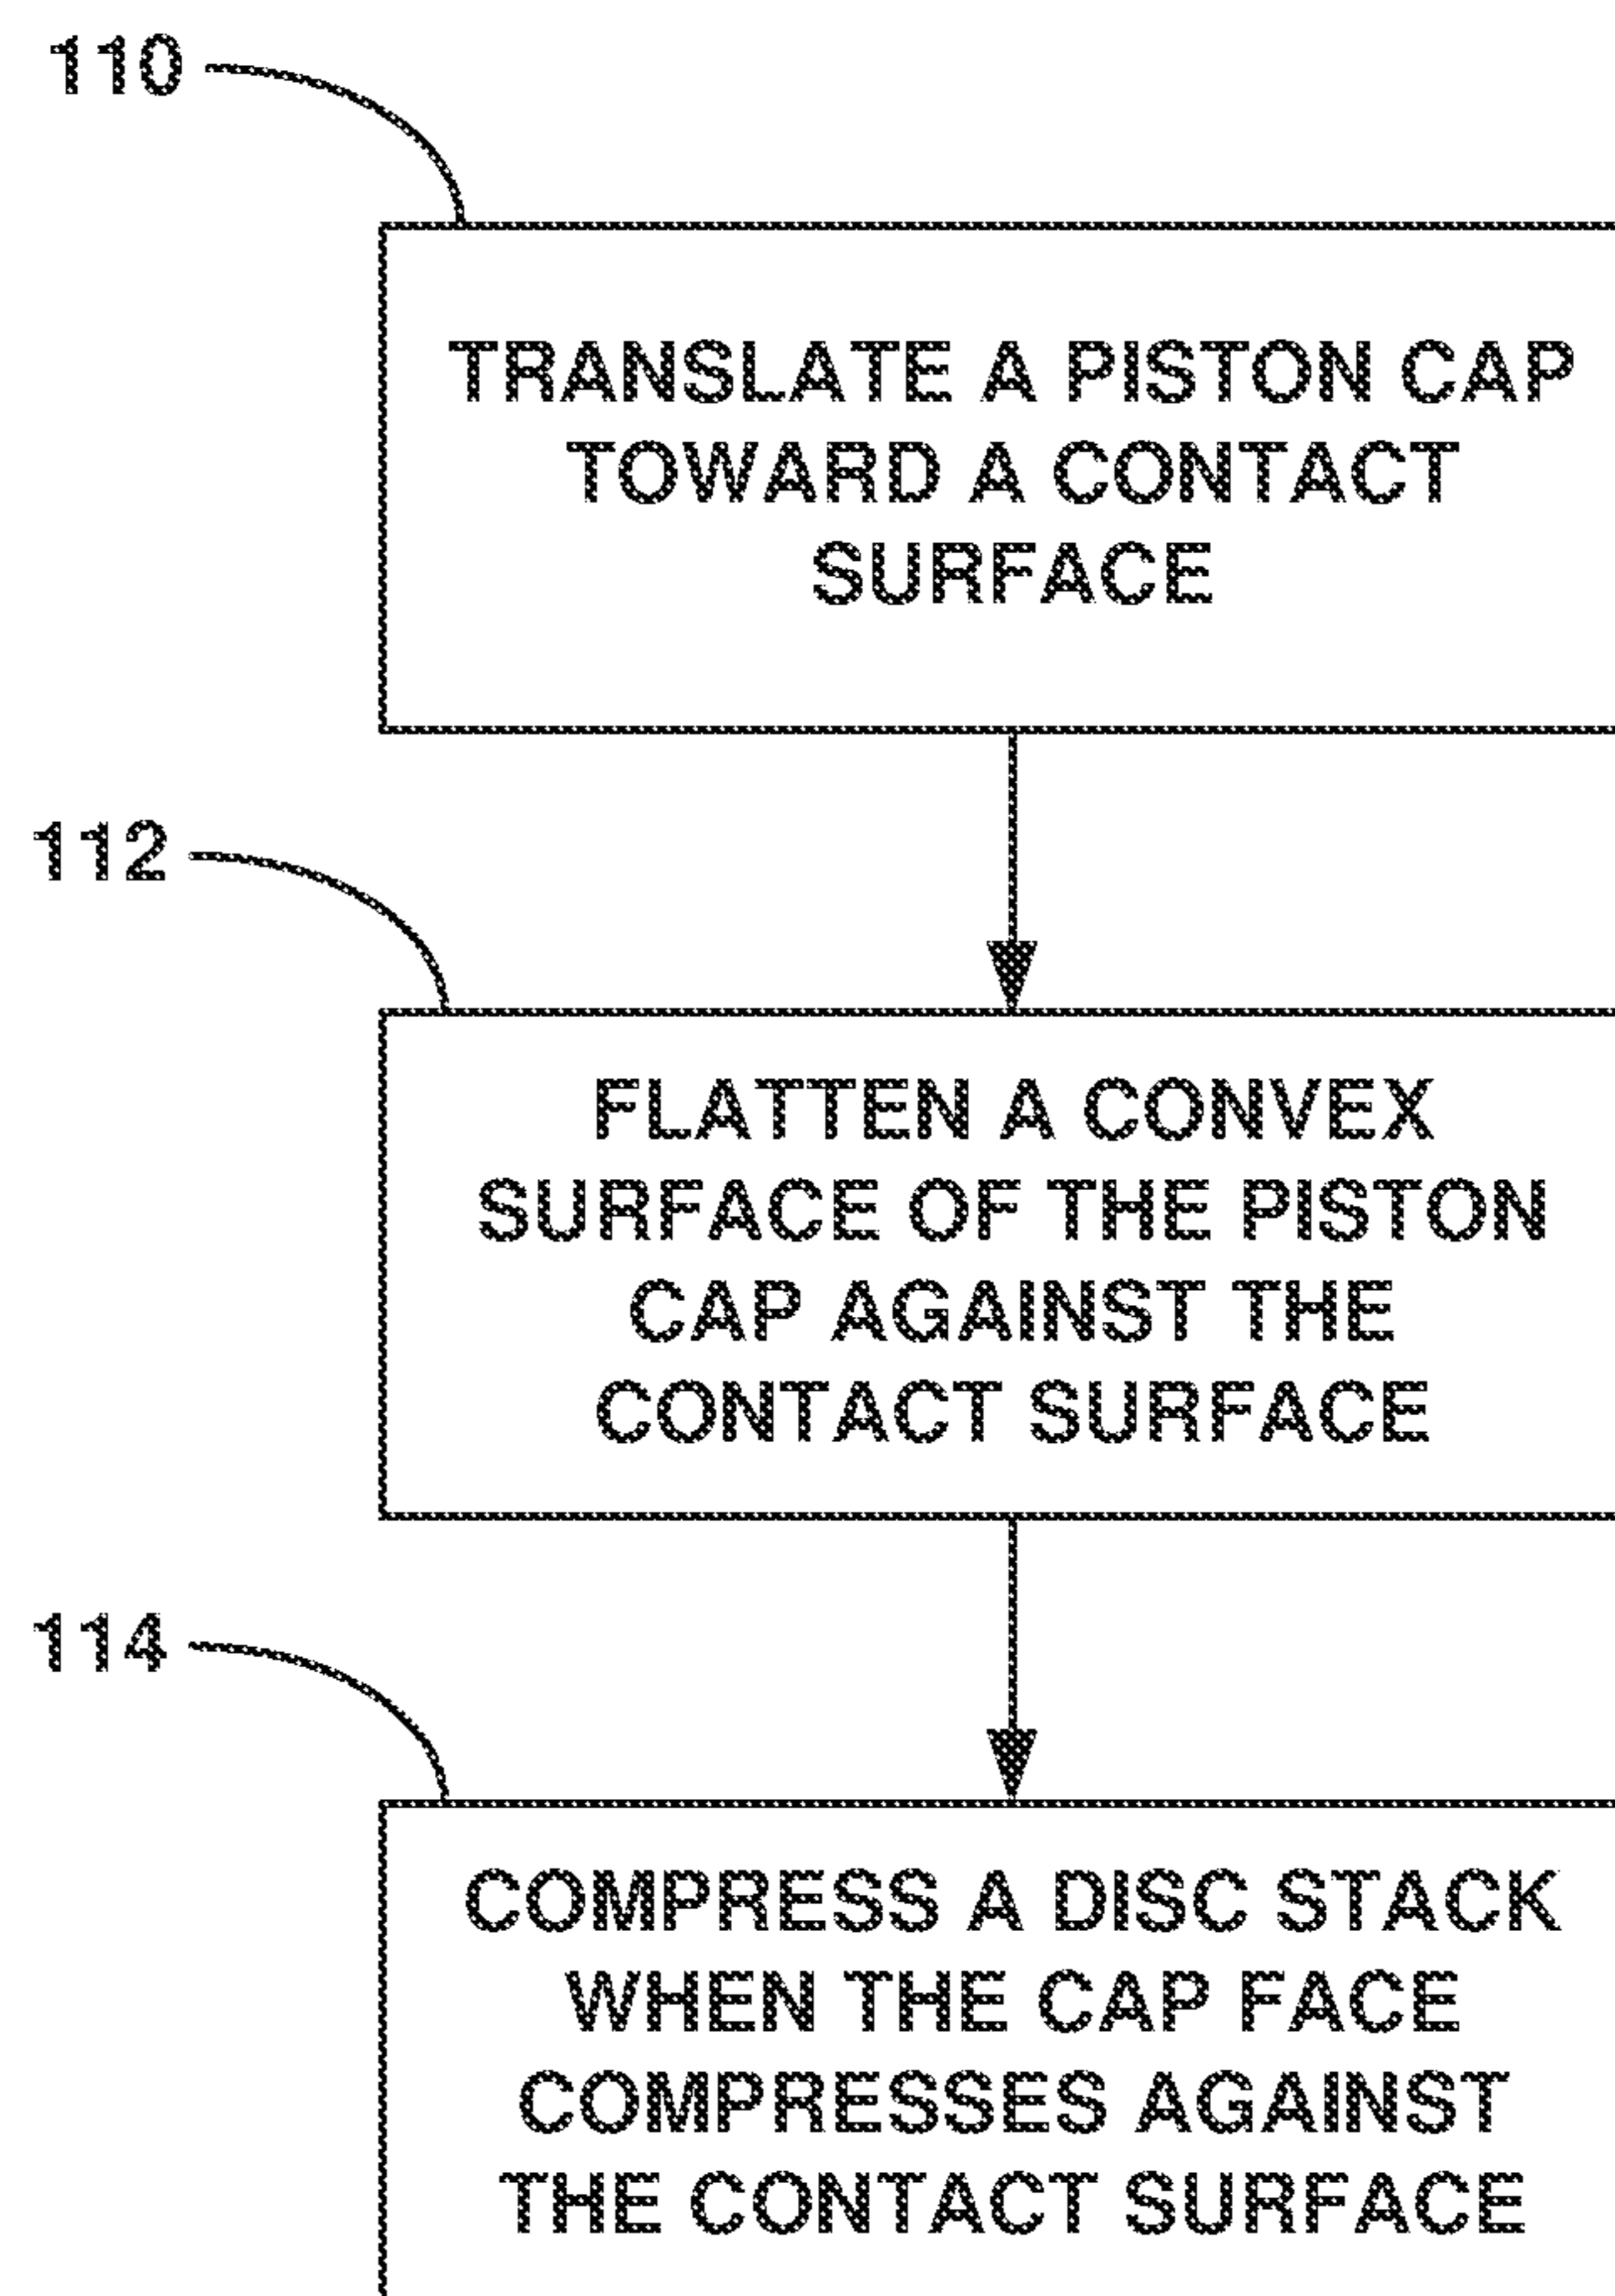 110
TRANSLATE A PISTON CAP
TOWARD A CONTACT
SURFACE
112
FLATTEN A CONVEX
SURFACE OF THE PISTON
CAP AGAINST THE
CONTACT SURFACE
114
COMPRESS A DISC STACK
WHEN THE CAP FACE
COMPRESSES AGAINST
THE CONTACT SURFACE